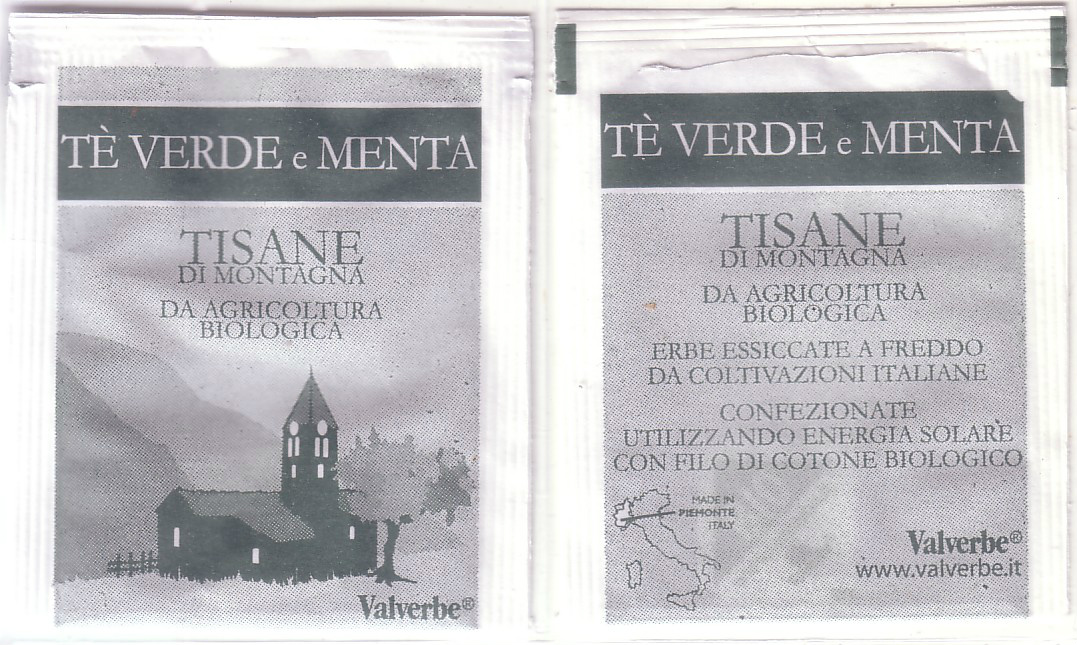 TÈ VERDE e MENTA
TISANE
DI MONTAGNA
DA AGRICOLTURA
BIOLOGICA
Valverbe®
TÈ VERDE e MENTA
TISANE
DI MONTAGNA
DA AGRICOLTURA
BIOLOGICA
ERBE ESSICCATE A FREDDO
DA COLTIVAZIONI ITALIANE
CONFEZIONATE
UTILIZZANDO ENERGIA SOLARE
CON FILO DI COTONE BIOLOGICO
MADE IN
PIEMONTE
ITALY
Valverbe®
www.valverbe.it